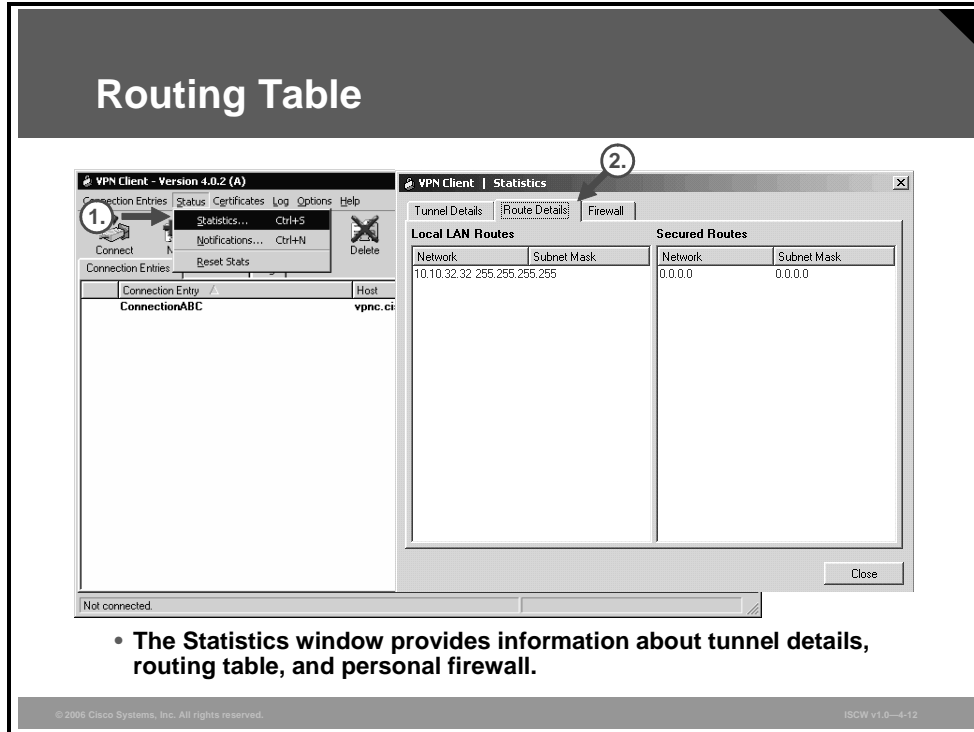 Routing Table
VPN Client - Version 4.0.2 (A)
Connection Entries Status Certificates Log Options Help
1.
Statistics... Ctrl+S
Notifications... Ctrl+N
Reset Stats
Connect
Delete
Connection Entries
Connection Entry Host
ConnectionABC vpnc.ci
Not connected.
2.
VPN Client | Statistics
Tunnel Details Route Details Firewall
Local LAN Routes Secured Routes
Network Subnet Mask Network Subnet Mask
10.10.32.32 255.255.255.255 0.0.0.0 0.0.0.0
Close
• The Statistics window provides information about tunnel details,
routing table, and personal firewall.
© 2006 Cisco Systems, Inc. All rights reserved. ISCW v1.0—4-12